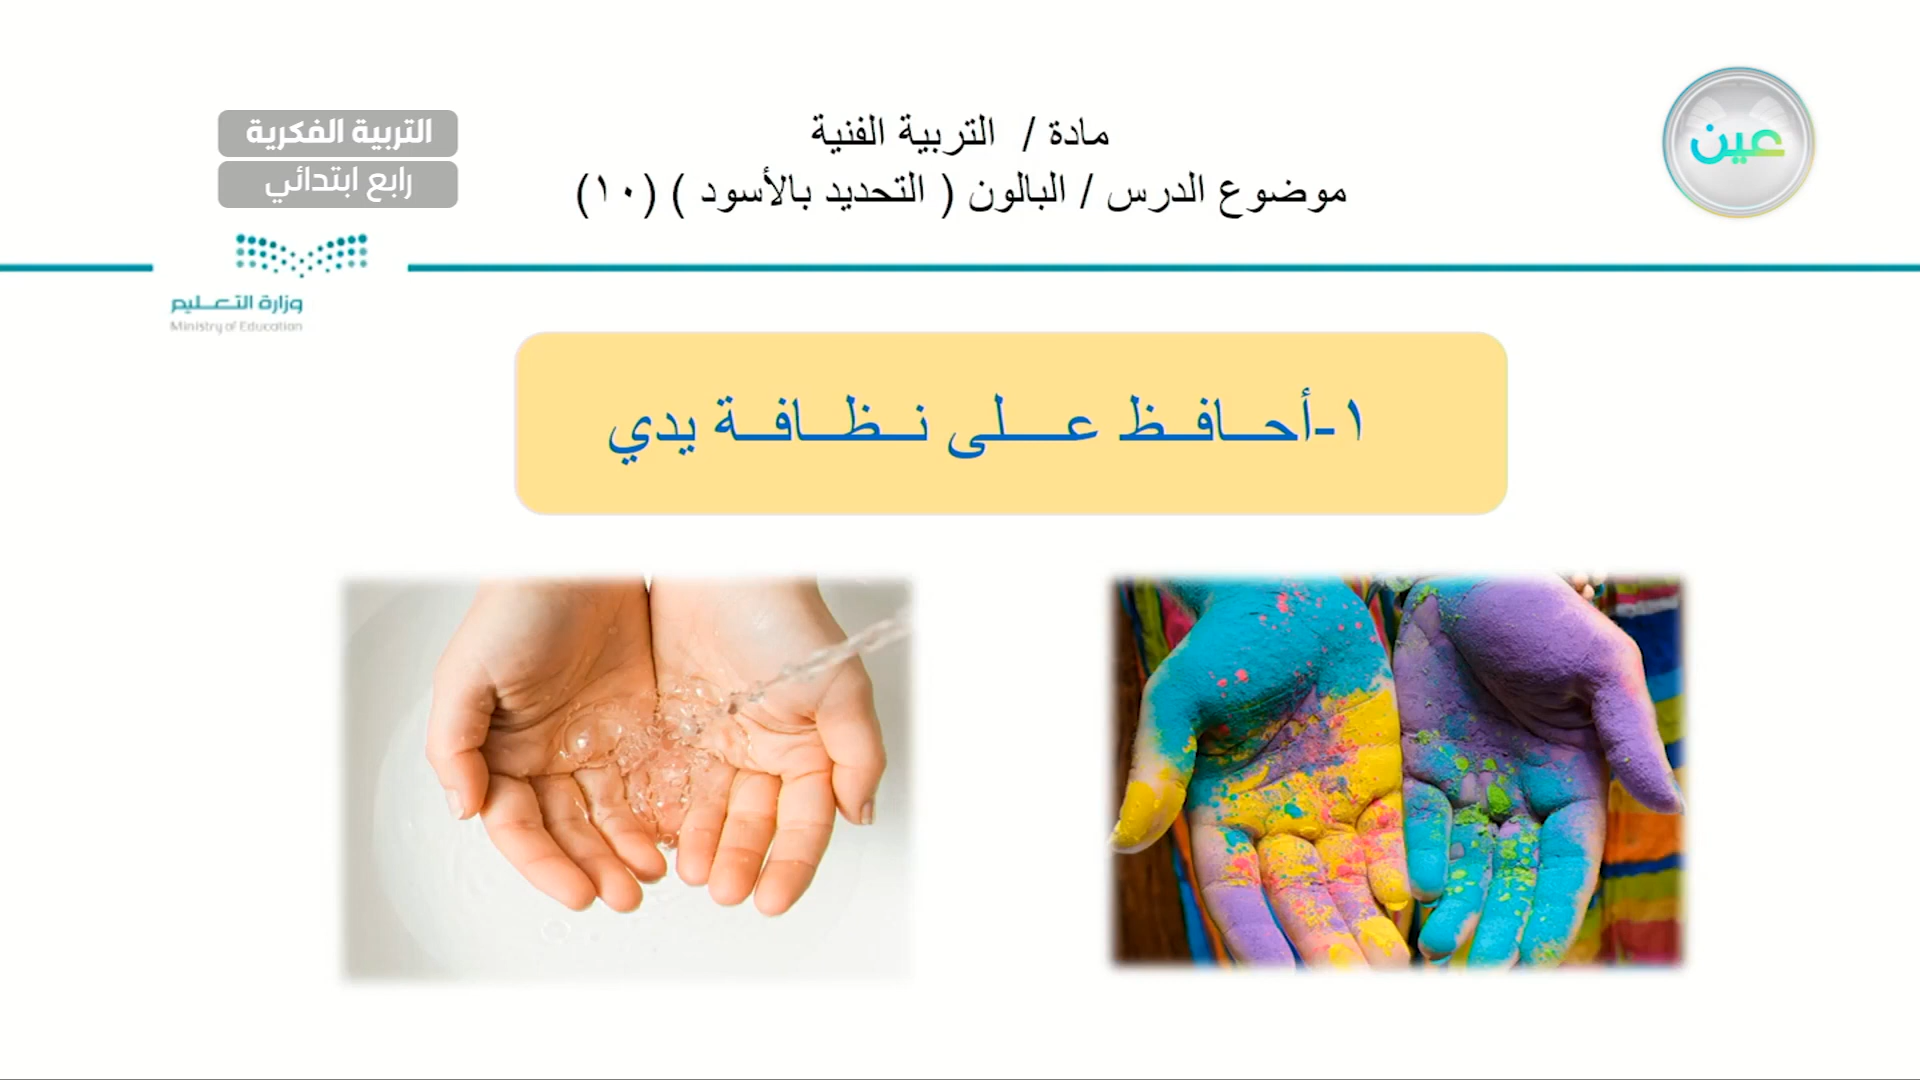 عين
مادة / التربية الفنية
موضوع الدرس / البالون ( التحديد بالأسود ) (١٠)
التربية الفكرية
رابع ابتدائي
وزارة التعليم
Ministry of Education
١-أحافظ على نظافة يدي